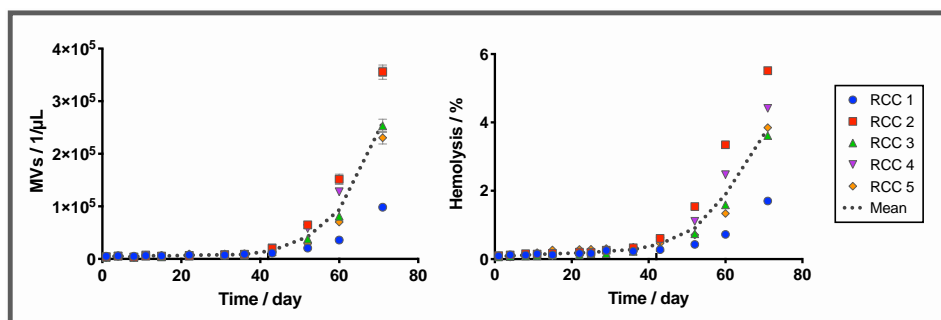 MVs / 1/µL
4×10⁵
3×10⁵
2×10⁵
1×10⁵
0
0
20
40
60
80
Time / day
Hemolysis / %
6
4
2
0
0
20
40
60
80
Time / day
RCC 1
RCC 2
RCC 3
RCC 4
RCC 5
Mean